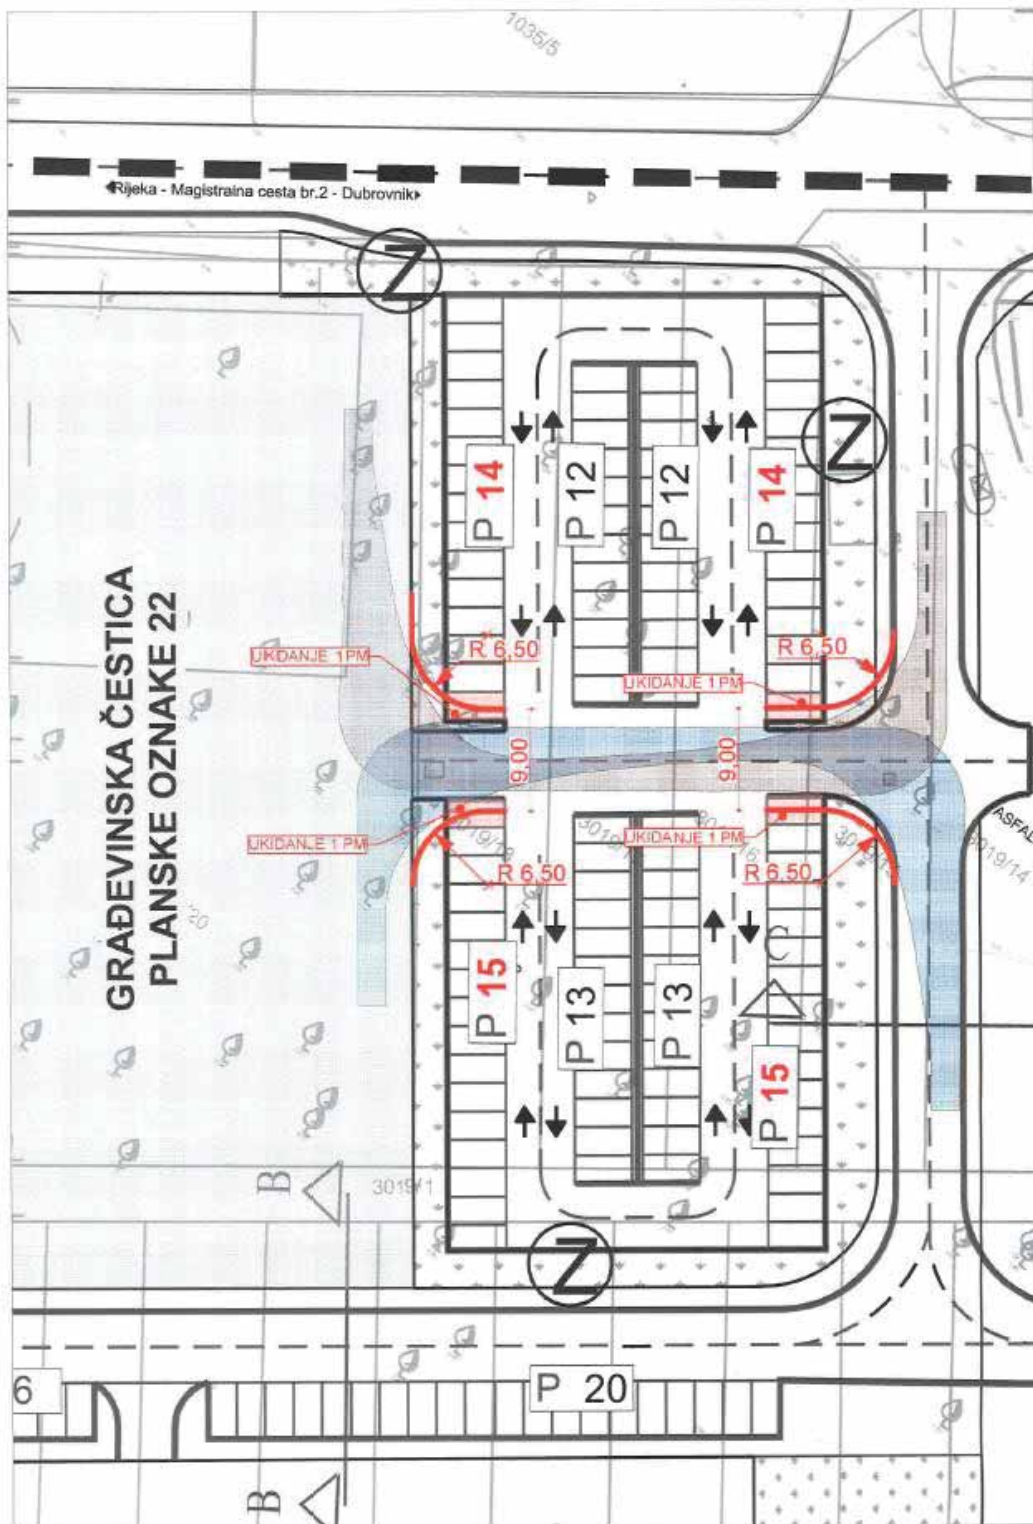 1035/5
Rijeka - Magistralna cesta br.2 - Dubrovnik
Z
Z
P 14
P 12
P 12
P 14
GRAĐEVINSKA ČESTICA
PLANSKE OZNAKE 22
R 6,50
R 6,50
UKIDANJE 1 PM
UKIDANJE 1 PM
9,00
9,00
UKIDANJE 1 PM
UKIDANJE 1 PM
3019/14
R 6,50
R 6,50
C
P 15
P 13
P 13
P 15
B
3019/1
Z
6
P 20
B